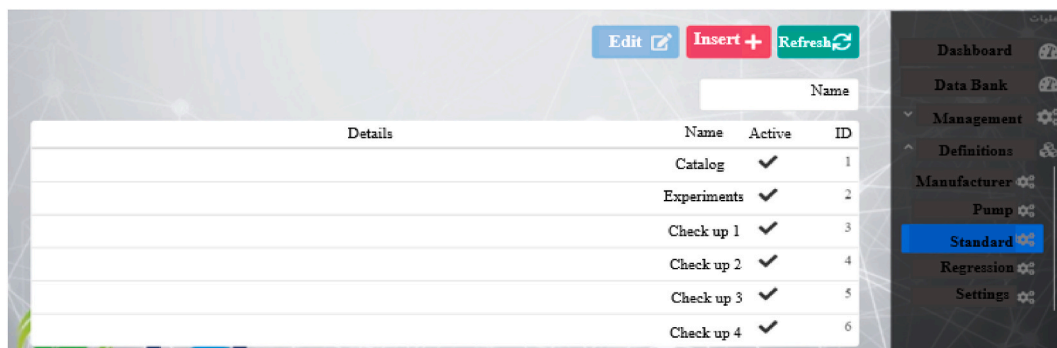 Edit Insert Refresh
Name
Details Name Active ID
Catalog 1
Experiments 2
Check up 1 3
Check up 2 4
Check up 3 5
Check up 4 6
Dashboard
Data Bank
Management
Definitions
Manufacturer
Pump
Standard
Regression
Settings